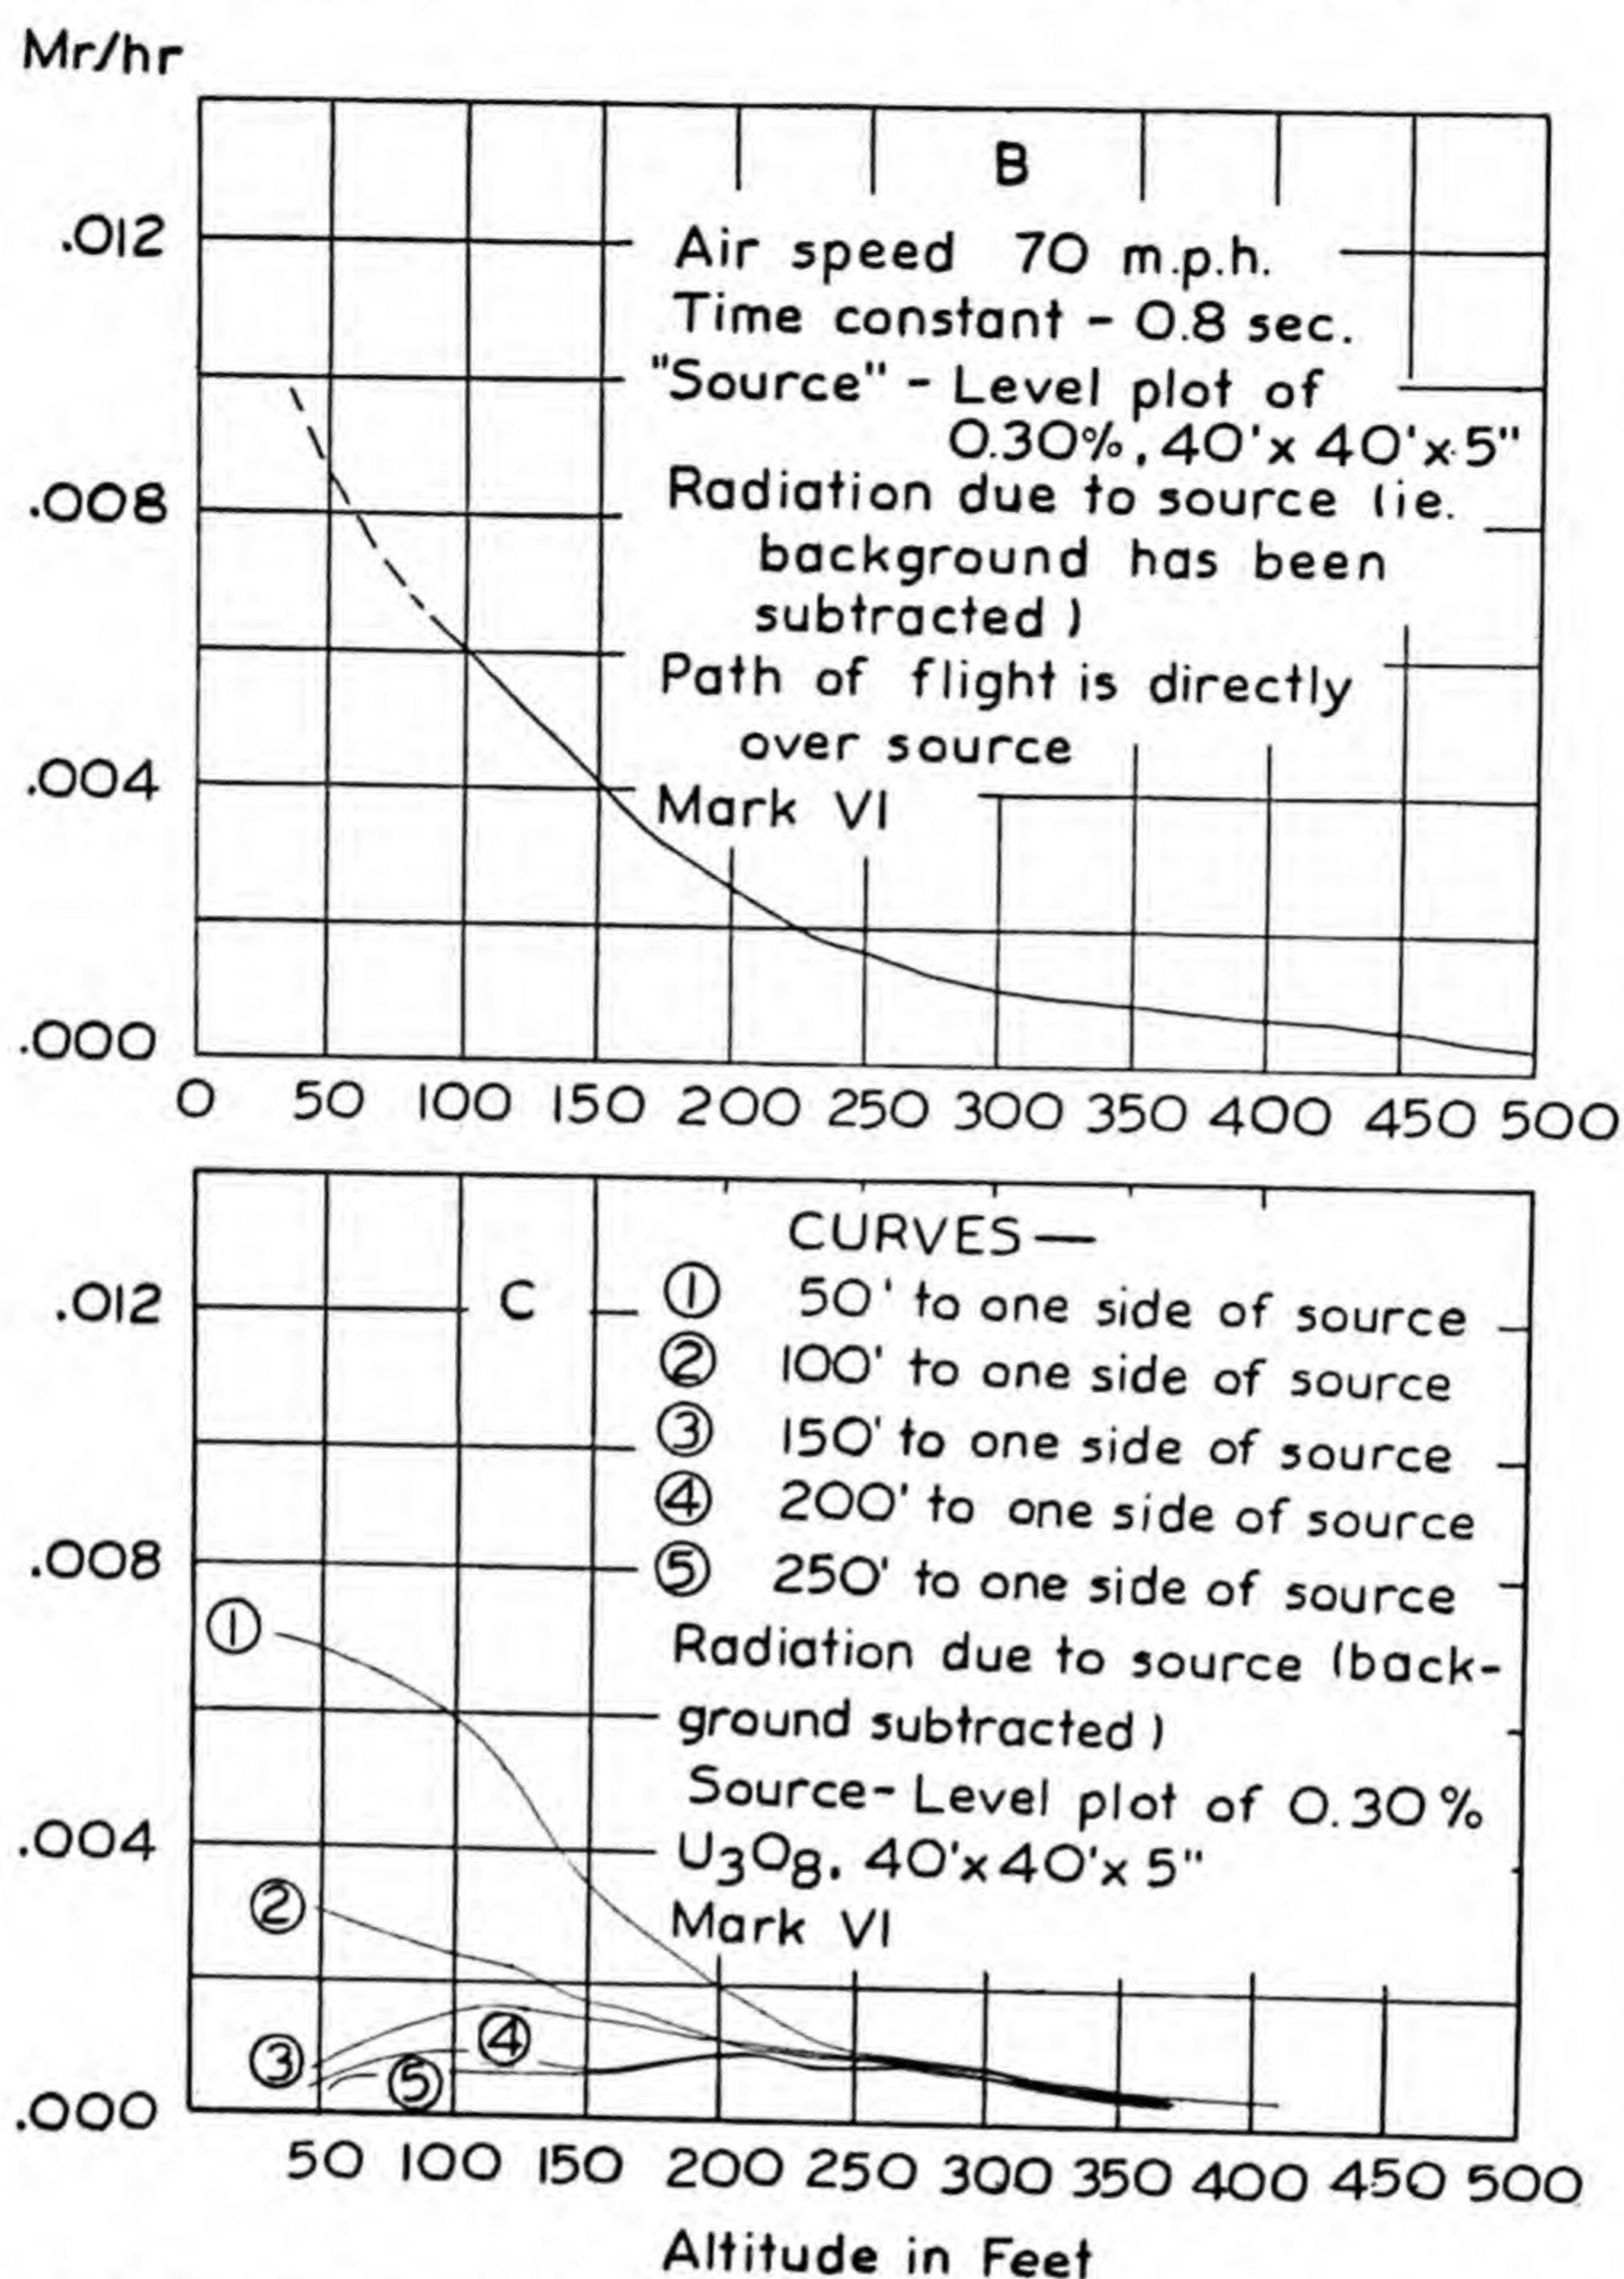 Mr/hr
B
.012
Air speed 70 m.p.h.
Time constant - 0.8 sec.
"Source" - Level plot of
0.30%, 40'x 40'x 5"
.008
Radiation due to source (ie.
background has been
subtracted)
Path of flight is directly
over source
.004
Mark VI
.000
0 50 100 150 200 250 300 350 400 450 500
CURVES—
.012
C
① 50' to one side of source
② 100' to one side of source
③ 150' to one side of source
④ 200' to one side of source
.008
⑤ 250' to one side of source
①
Radiation due to source (back-
ground subtracted)
Source- Level plot of 0.30%
.004
U3O8, 40'x40'x 5"
②
Mark VI
③
④
⑤
.000
50 100 150 200 250 300 350 400 450 500
Altitude in Feet